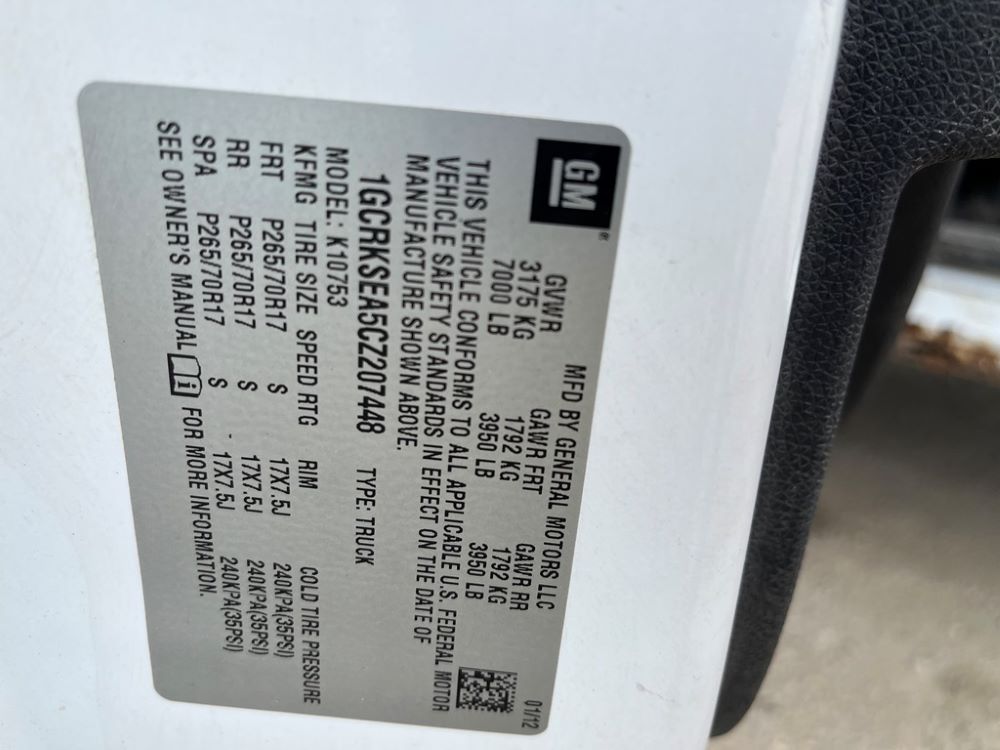 GM®
MFD BY GENERAL MOTORS LLC 01/12
GVWR GAWR FRT GAWR RR
3175 KG 1792 KG 1792 KG
7000 LB 3950 LB 3950 LB
THIS VEHICLE CONFORMS TO ALL APPLICABLE U.S. FEDERAL MOTOR
VEHICLE SAFETY STANDARDS IN EFFECT ON THE DATE OF
MANUFACTURE SHOWN ABOVE.
1GCRKSEA5CZ207448 TYPE: TRUCK
MODEL: K10753
KFMG TIRE SIZE SPEED RTG RIM COLD TIRE PRESSURE
FRT P265/70R17 S 17X7.5J 240KPA(35PSI)
RR P265/70R17 S 17X7.5J 240KPA(35PSI)
SPA P265/70R17 S 17X7.5J 240KPA(35PSI)
SEE OWNER'S MANUAL i FOR MORE INFORMATION.